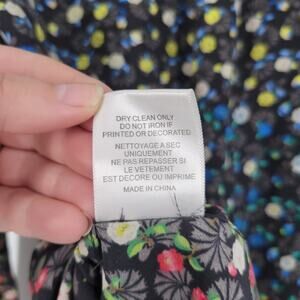 DRY CLEAN ONLY
DO NOT IRON IF
PRINTED OR DECORATED
NETTOYAGE A SEC
UNIQUEMENT
NE PAS REPASSER SI
LE VETEMENT
EST DECORE OU IMPRIME
MADE IN CHINA